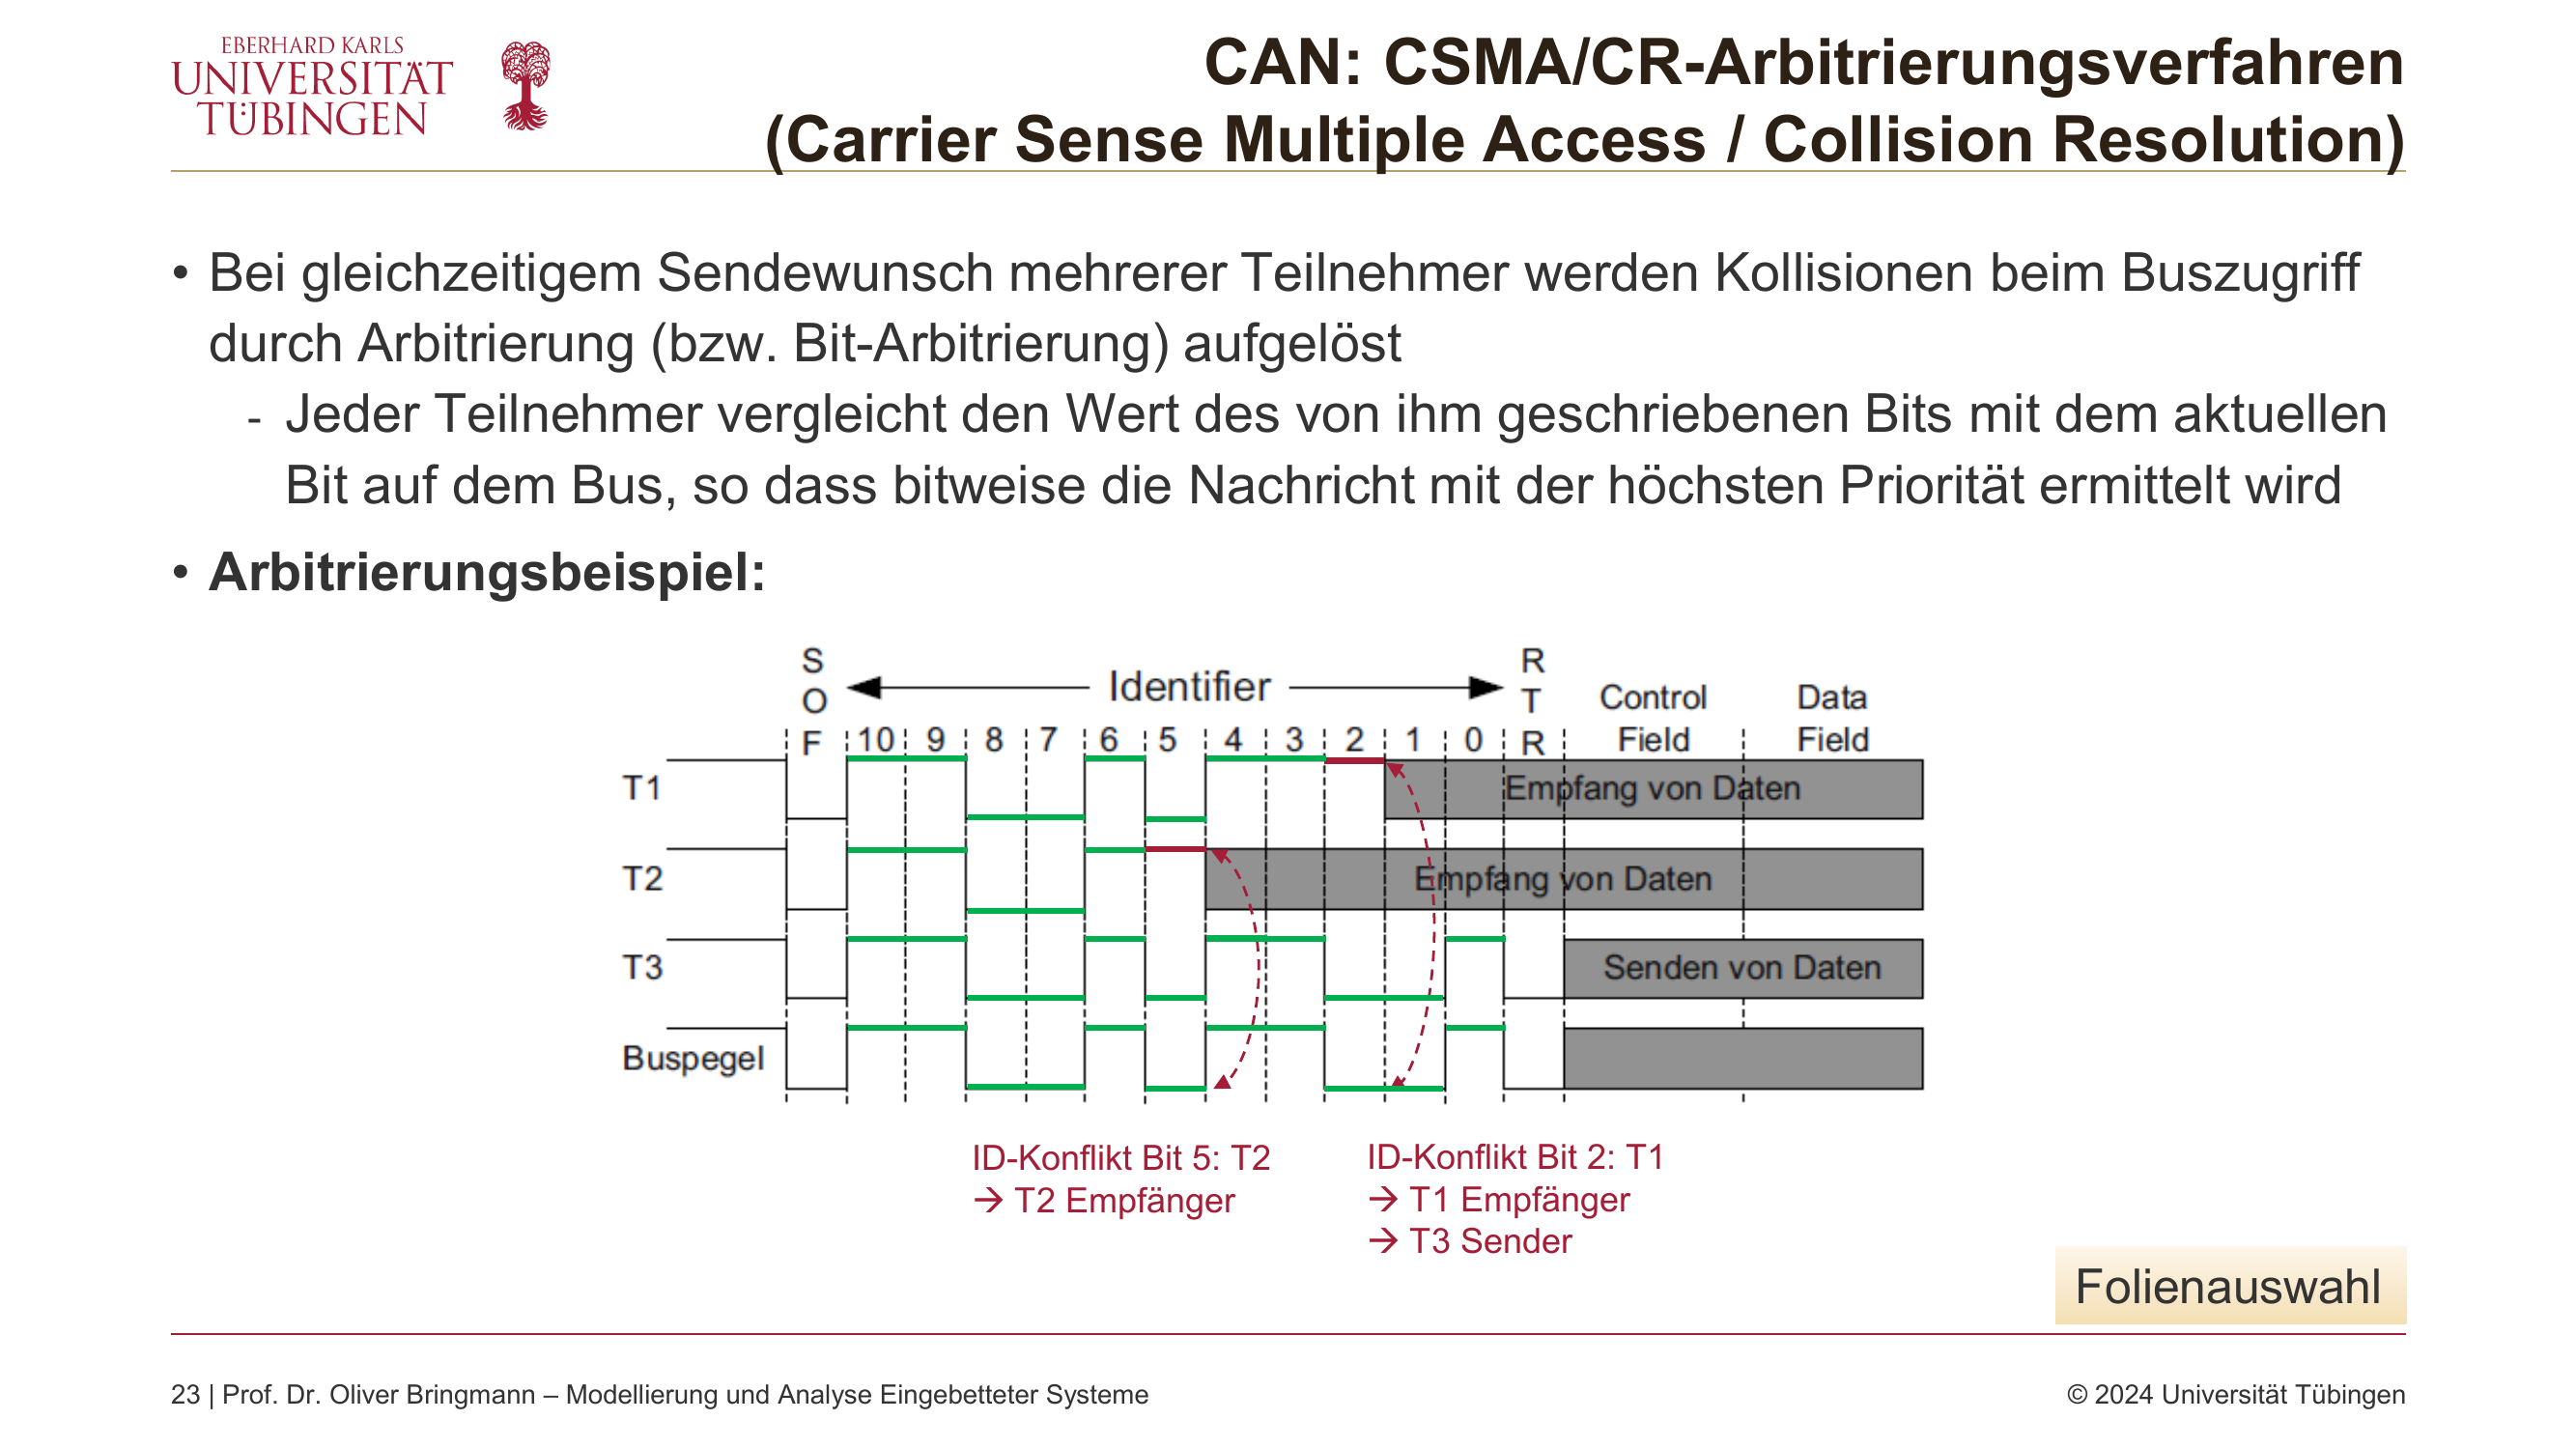 EBERHARD KARLS
UNIVERSITÄT
TÜBINGEN
CAN: CSMA/CR-Arbitrierungsverfahren
(Carrier Sense Multiple Access / Collision Resolution)
• Bei gleichzeitigem Sendewunsch mehrerer Teilnehmer werden Kollisionen beim Buszugriff
durch Arbitrierung (bzw. Bit-Arbitrierung) aufgelöst
- Jeder Teilnehmer vergleicht den Wert des von ihm geschriebenen Bits mit dem aktuellen
Bit auf dem Bus, so dass bitweise die Nachricht mit der höchsten Priorität ermittelt wird
• Arbitrierungsbeispiel:
SOF
Identifier
RTR
Control
Field
Data
Field
10 9 8 7 6 5 4 3 2 1 0
T1
Empfang von Daten
T2
Empfang von Daten
T3
Senden von Daten
Buspegel
ID-Konflikt Bit 5: T2
→ T2 Empfänger
ID-Konflikt Bit 2: T1
→ T1 Empfänger
→ T3 Sender
Folienauswahl
23 | Prof. Dr. Oliver Bringmann – Modellierung und Analyse Eingebetteter Systeme
© 2024 Universität Tübingen